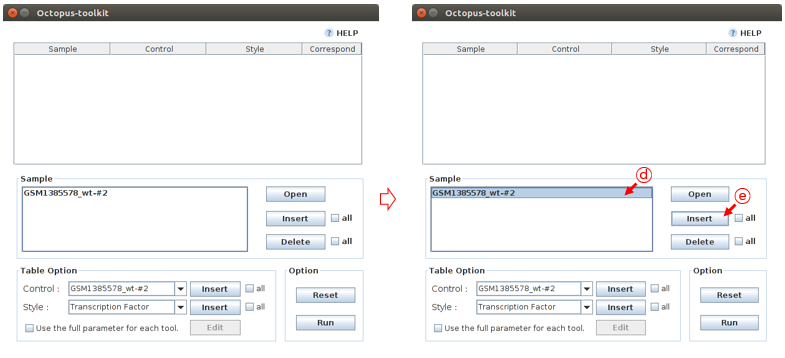 Octopus-toolkit
? HELP
Sample Control Style Correspond
Sample
GSM1385578_wt-#2
Open
Insert all
Delete all
Table Option
Control : GSM1385578_wt-#2 Insert all
Style : Transcription Factor Insert all
Use the full parameter for each tool. Edit
Option
Reset
Run
Octopus-toolkit
? HELP
Sample Control Style Correspond
Sample
GSM1385578_wt-#2
d
Open
e
Insert all
Delete all
Table Option
Control : GSM1385578_wt-#2 Insert all
Style : Transcription Factor Insert all
Use the full parameter for each tool. Edit
Option
Reset
Run